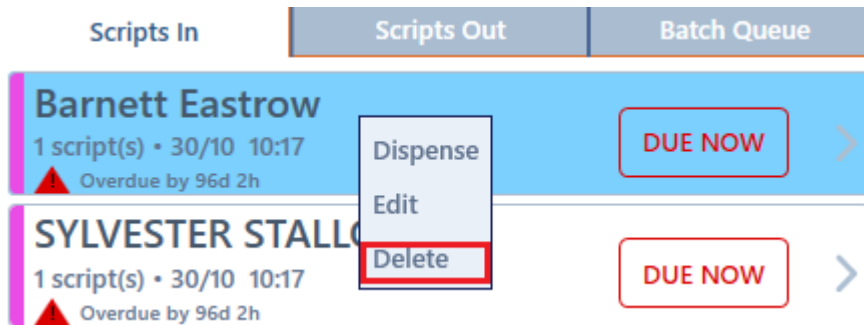 Scripts In Scripts Out Batch Queue
Barnett Eastrow
1 script(s) • 30/10 10:17
Overdue by 96d 2h
DUE NOW
Dispense
Edit
Delete
SYLVESTER
1 script(s) • 30/10 10:17
Overdue by 96d 2h
DUE NOW